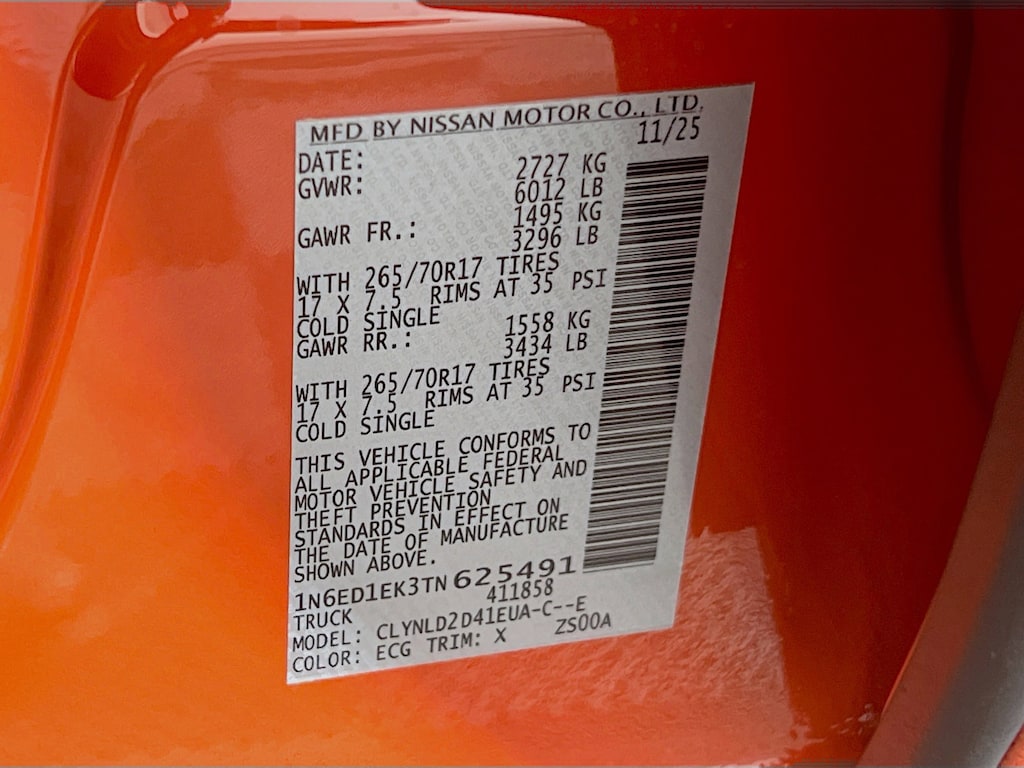 MFD BY NISSAN MOTOR CO., LTD.
DATE: 11/25
GVWR: 2727 KG
6012 LB
GAWR FR.: 1495 KG
3296 LB
WITH 265/70R17 TIRES
17 X 7.5 RIMS AT 35 PSI
COLD SINGLE
GAWR RR.: 1558 KG
3434 LB
WITH 265/70R17 TIRES
17 X 7.5 RIMS AT 35 PSI
COLD SINGLE
THIS VEHICLE CONFORMS TO
ALL APPLICABLE FEDERAL
MOTOR VEHICLE SAFETY AND
THEFT PREVENTION
STANDARDS IN EFFECT ON
THE DATE OF MANUFACTURE
SHOWN ABOVE.
1N6ED1EK3TN625491
TRUCK 411858
MODEL: CLYNLD2D41EUA-C--E
COLOR: ECG TRIM: X ZS00A